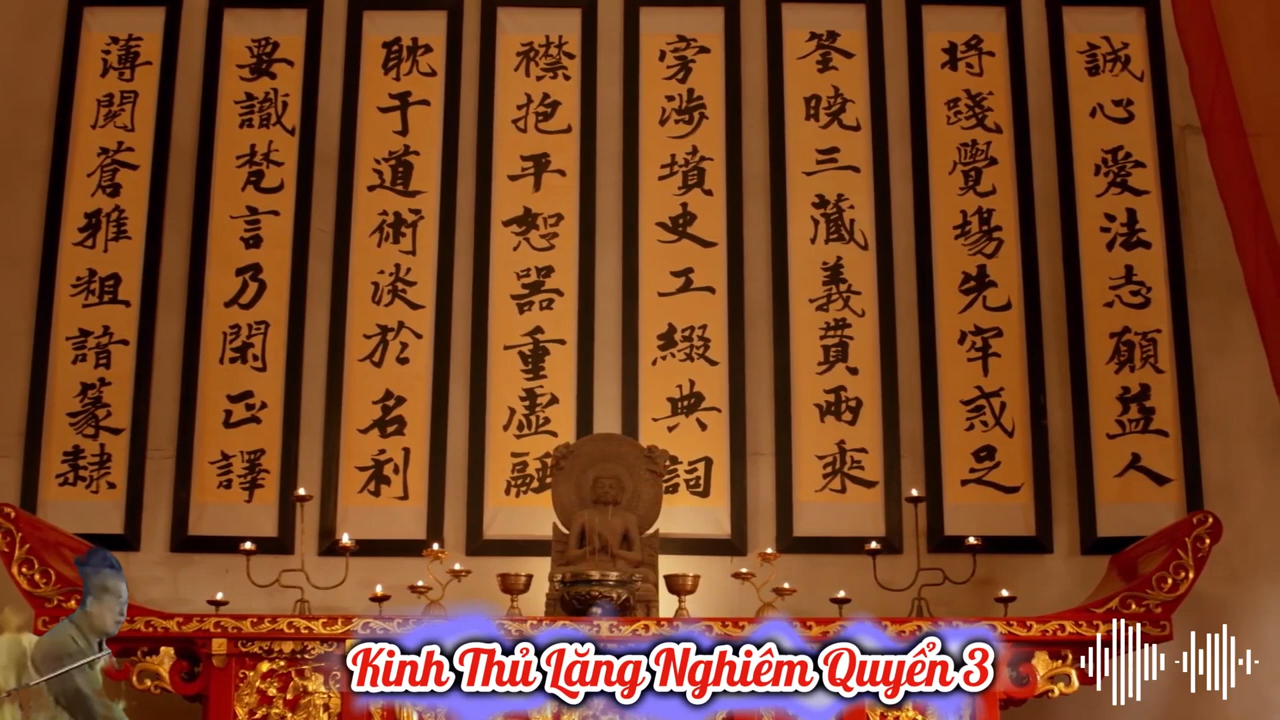 誠心愛法志願益人
将踐覺場先牢戒足
筌曉三藏義貫兩乘
旁涉墳史工綴典詞
襟抱平恕器重虛融
耽于道術淡於名利
要識梵言乃閑正譯
薄閱蒼雅粗諳篆隸
Kinh Thủ Lăng Nghiêm Quyển 3